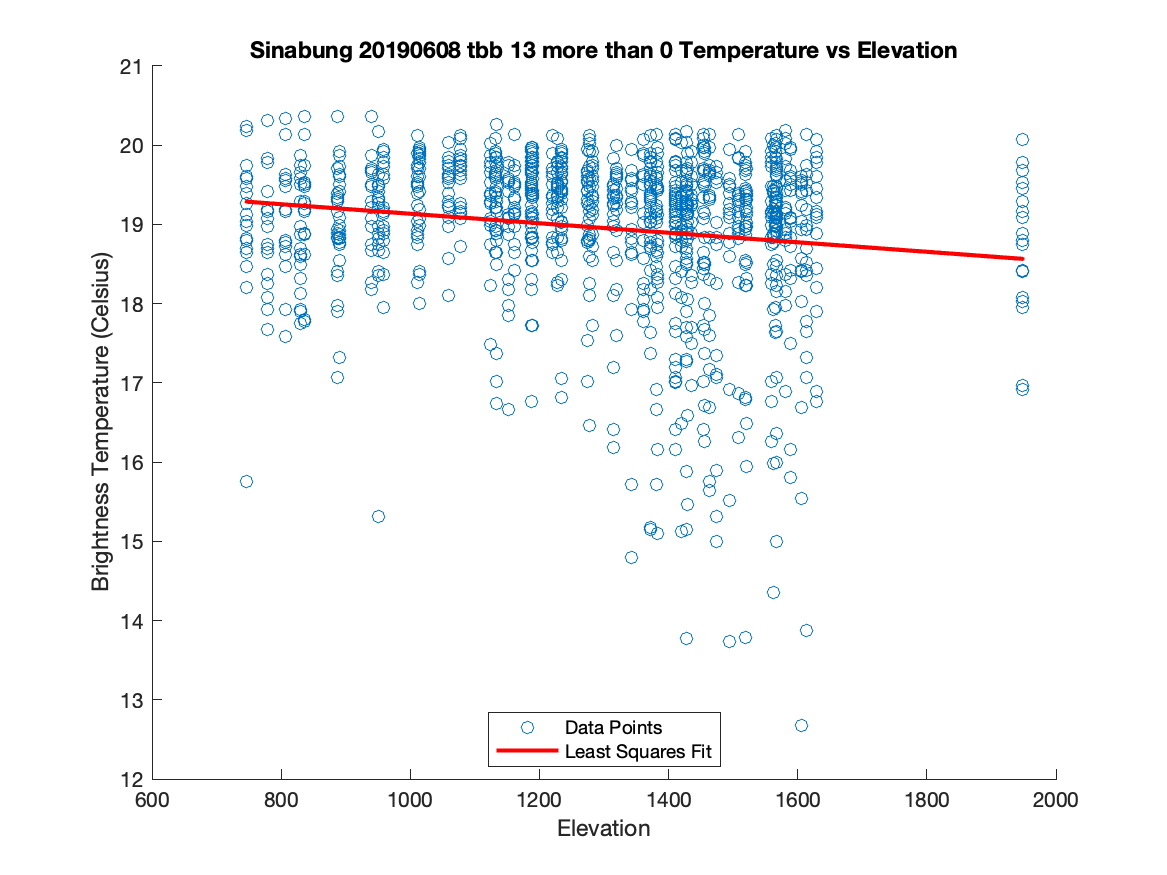 Sinabung 20190608 tbb 13 more than 0 Temperature vs Elevation
21
20
19
18
17
16
15
14
13
12
Brightness Temperature (Celsius)
Data Points
Least Squares Fit
600 800 1000 1200 1400 1600 1800 2000
Elevation